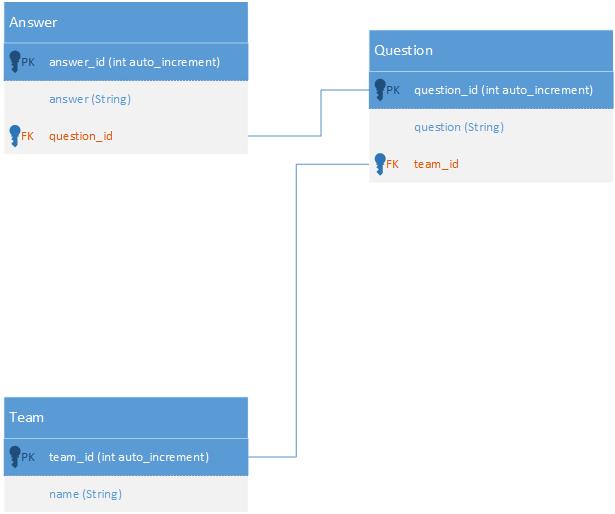 Answer
PK answer_id (int auto_increment)
answer (String)
FK question_id
Question
PK question_id (int auto_increment)
question (String)
FK team_id
Team
PK team_id (int auto_increment)
name (String)